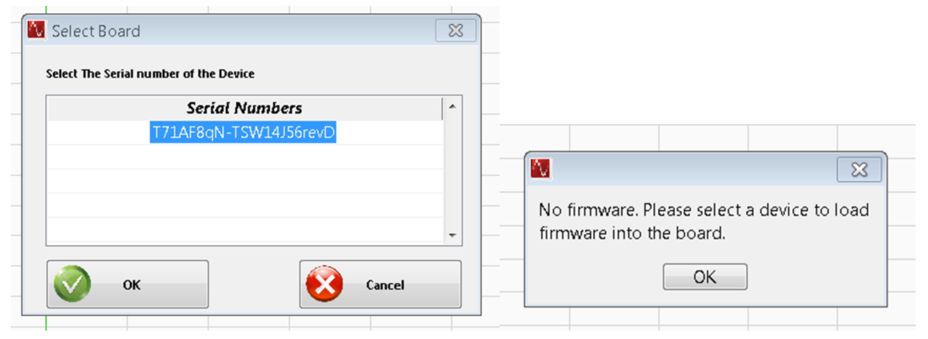 Select Board
Select The Serial number of the Device
Serial Numbers
T71AF8qN-TSW14J56revD
OK
Cancel
No firmware. Please select a device to load
firmware into the board.
OK